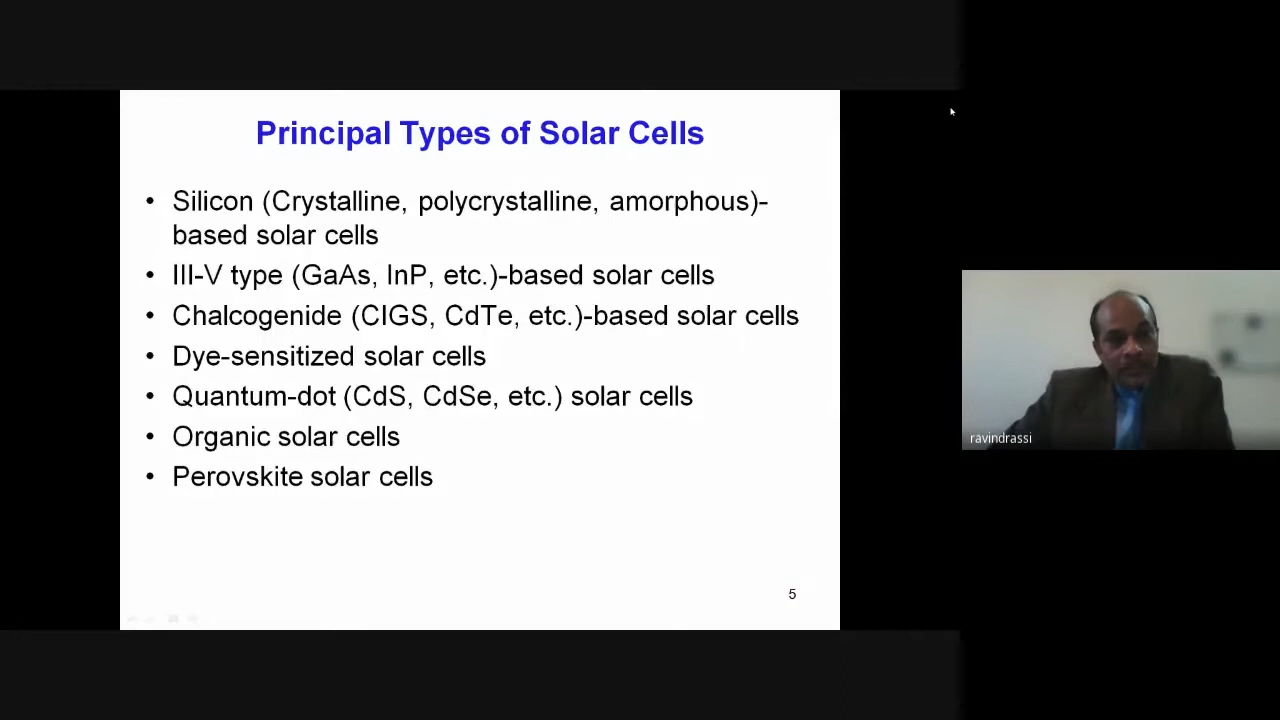 Principal Types of Solar Cells
• Silicon (Crystalline, polycrystalline, amorphous)-
based solar cells
• III-V type (GaAs, InP, etc.)-based solar cells
• Chalcogenide (CIGS, CdTe, etc.)-based solar cells
• Dye-sensitized solar cells
• Quantum-dot (CdS, CdSe, etc.) solar cells
• Organic solar cells
• Perovskite solar cells
5
ravindrassi